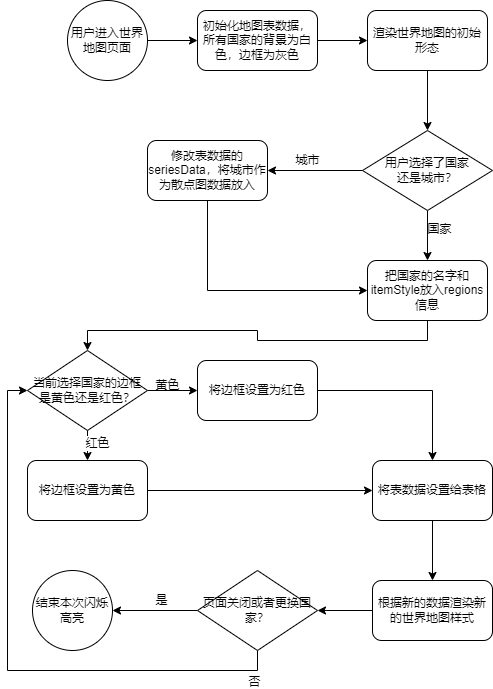 用户进入世界
地图页面
初始化地图表数据，
所有国家的背景为白
色，边框为灰色
渲染世界地图的初始
形态
用户选择了国家
还是城市？
城市
修改表数据的
seriesData，将城市作
为散点图数据放入
国家
把国家的名字和
itemStyle放入regions
信息
当前选择国家的边框
是黄色还是红色？
黄色
将边框设置为红色
红色
将边框设置为黄色
将表数据设置给表格
根据新的数据渲染新
的世界地图样式
页面关闭或者更换国
家？
是
结束本次闪烁
高亮
否